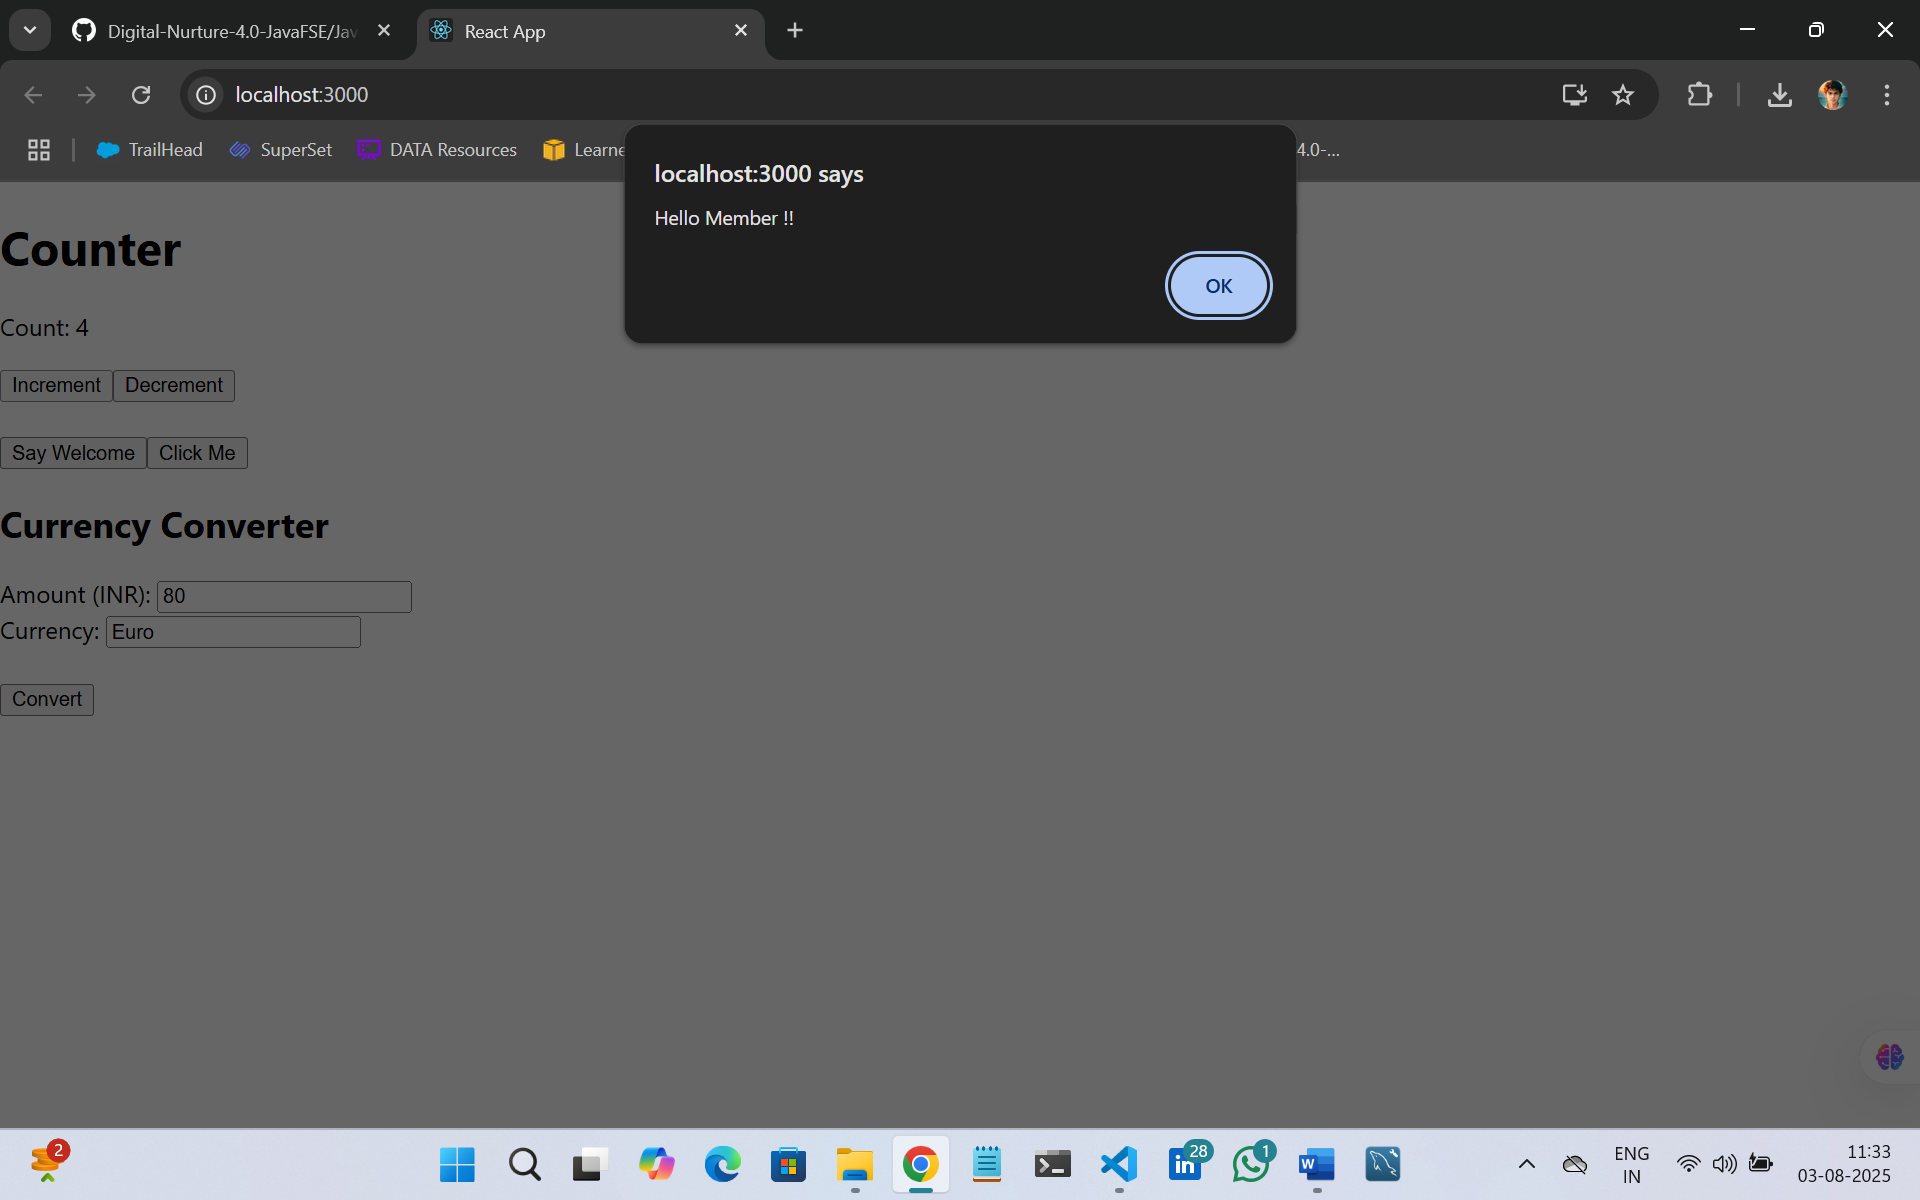 Digital-Nurture-4.0-JavaFSE/Jav
React App
localhost:3000
TrailHead
SuperSet
DATA Resources
Learne
4.0-...
localhost:3000 says
Hello Member !!
OK
Counter
Count: 4
Increment
Decrement
Say Welcome
Click Me
Currency Converter
Amount (INR): 80
Currency: Euro
Convert
2
28
1
ENG
IN
11:33
03-08-2025